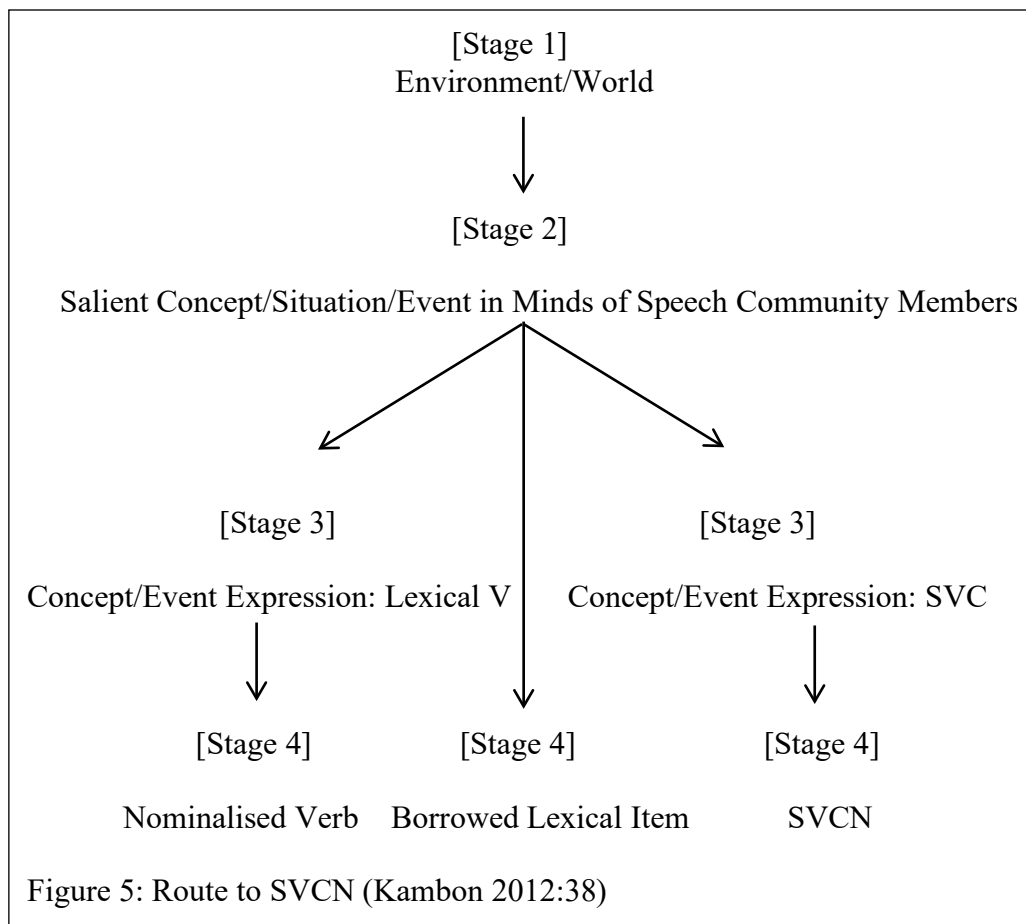 [Stage 1]
Environment/World
[Stage 2]
Salient Concept/Situation/Event in Minds of Speech Community Members
[Stage 3] [Stage 3]
Concept/Event Expression: Lexical V Concept/Event Expression: SVC
[Stage 4] [Stage 4] [Stage 4]
Nominalised Verb Borrowed Lexical Item SVCN
Figure 5: Route to SVCN (Kambon 2012:38)